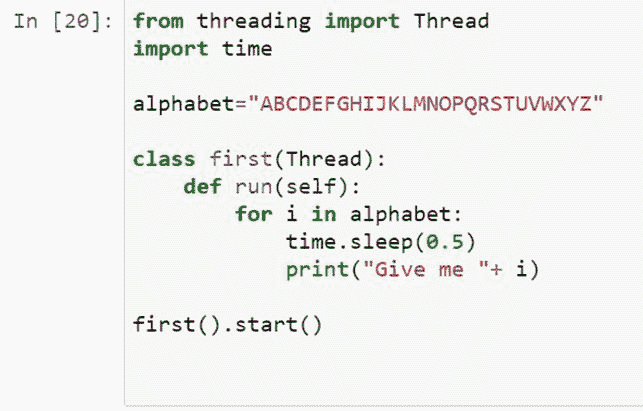 In [20]: from threading import Thread
import time
alphabet="ABCDEFGHIJKLMNOPQRSTUVWXYZ"
class first(Thread):
    def run(self):
        for i in alphabet:
            time.sleep(0.5)
            print("Give me "+ i)
first().start()